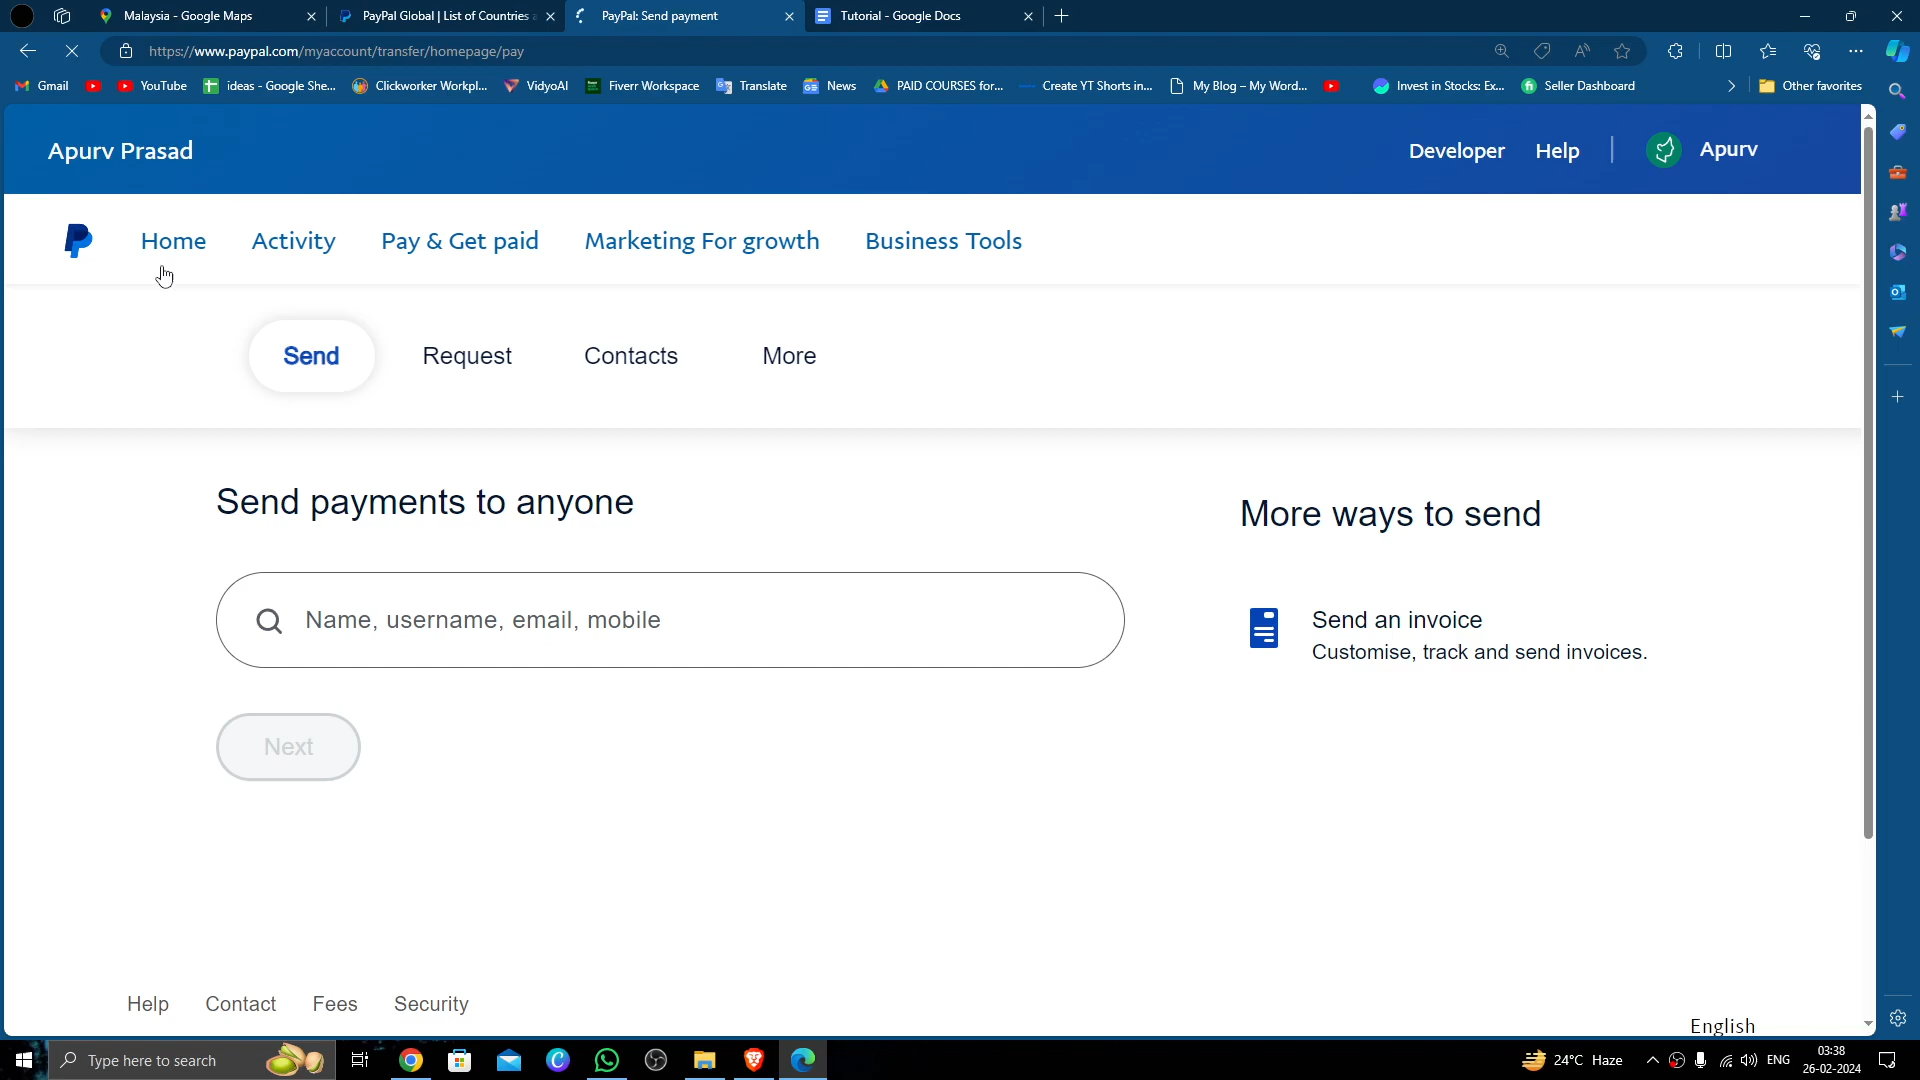 Malaysia - Google Maps
PayPal Global | List of Countries a
PayPal: Send payment
Tutorial - Google Docs
https://www.paypal.com/myaccount/transfer/homepage/pay
Gmail
YouTube
ideas - Google She...
Clickworker Workpl...
VidyoAI
Fiverr Workspace
Translate
News
PAID COURSES for...
Create YT Shorts in...
My Blog – My Word...
Invest in Stocks: Ex...
Seller Dashboard
Other favorites
Apurv Prasad
Developer
Help
Apurv
Home
Activity
Pay & Get paid
Marketing For growth
Business Tools
Send
Request
Contacts
More
Send payments to anyone
More ways to send
Name, username, email, mobile
Send an invoice
Customise, track and send invoices.
Next
Help
Contact
Fees
Security
English
Type here to search
24°C Haze
ENG
03:38
26-02-2024